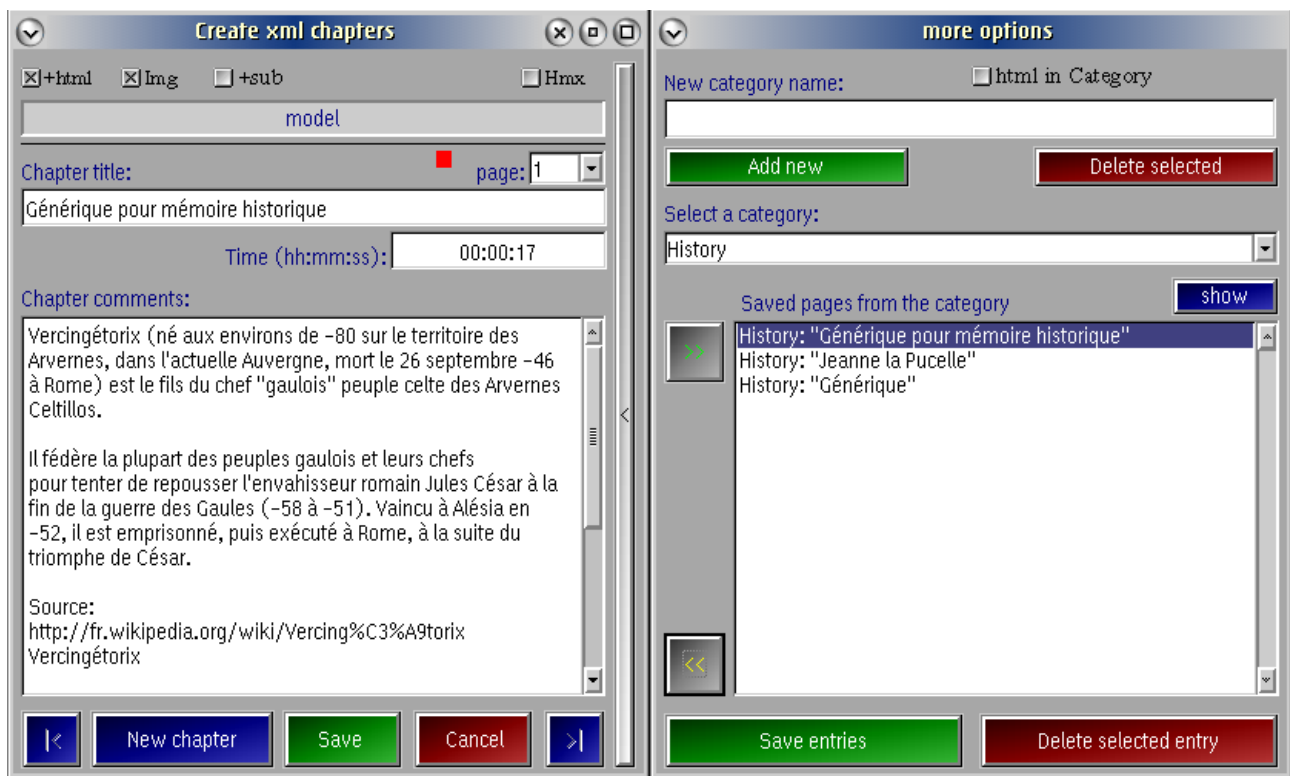 Create xml chapters
+html Img +sub Hmx
model
Chapter title:
page: 1
Générique pour mémoire historique
Time (hh:mm:ss): 00:00:17
Chapter comments:
Vercingétorix (né aux environs de -80 sur le territoire des
Arvernes, dans l'actuelle Auvergne, mort le 26 septembre -46
à Rome) est le fils du chef "gaulois" peuple celte des Arvernes
Celtillos.
Il fédère la plupart des peuples gaulois et leurs chefs
pour tenter de repousser l'envahisseur romain Jules César à la
fin de la guerre des Gaules (-58 à -51). Vaincu à Alésia en
-52, il est emprisonné, puis exécuté à Rome, à la suite du
triomphe de César.
Source:
http://fr.wikipedia.org/wiki/Vercing%C3%A9torix
Vercingétorix
|< New chapter Save Cancel >|
<
more options
New category name:
html in Category
Add new Delete selected
Select a category:
History
Saved pages from the category
show
>>
History: "Générique pour mémoire historique"
History: "Jeanne la Pucelle"
History: "Générique"
<<
Save entries Delete selected entry